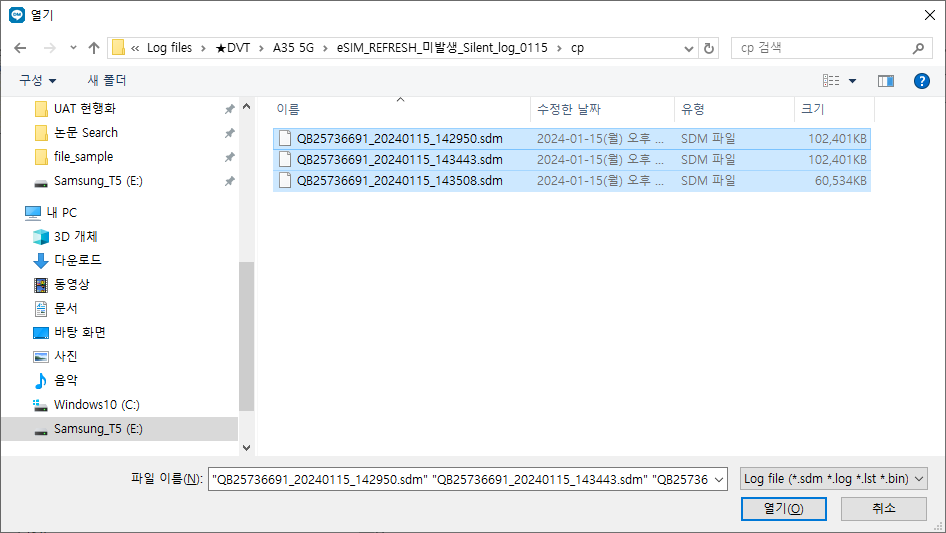 DM 열기
« Log files > ★DVT > A35 5G > eSIM_REFRESH_미발생_Silent_log_0115 > cp
cp 검색
구성
새 폴더
?
UAT 현행화
논문 Search
file_sample
Samsung_T5 (E:)
내 PC
3D 개체
다운로드
동영상
문서
바탕 화면
사진
음악
Windows10 (C:)
Samsung_T5 (E:)
이름 수정한 날짜 유형 크기
QB25736691_20240115_142950.sdm 2024-01-15(월) 오후 ... SDM 파일 102,401KB
QB25736691_20240115_143443.sdm 2024-01-15(월) 오후 ... SDM 파일 102,401KB
QB25736691_20240115_143508.sdm 2024-01-15(월) 오후 ... SDM 파일 60,534KB
파일 이름(N): "QB25736691_20240115_142950.sdm" "QB25736691_20240115_143443.sdm" "QB25736
Log file (*.sdm *.log *.lst *.bin)
열기(O) 취소